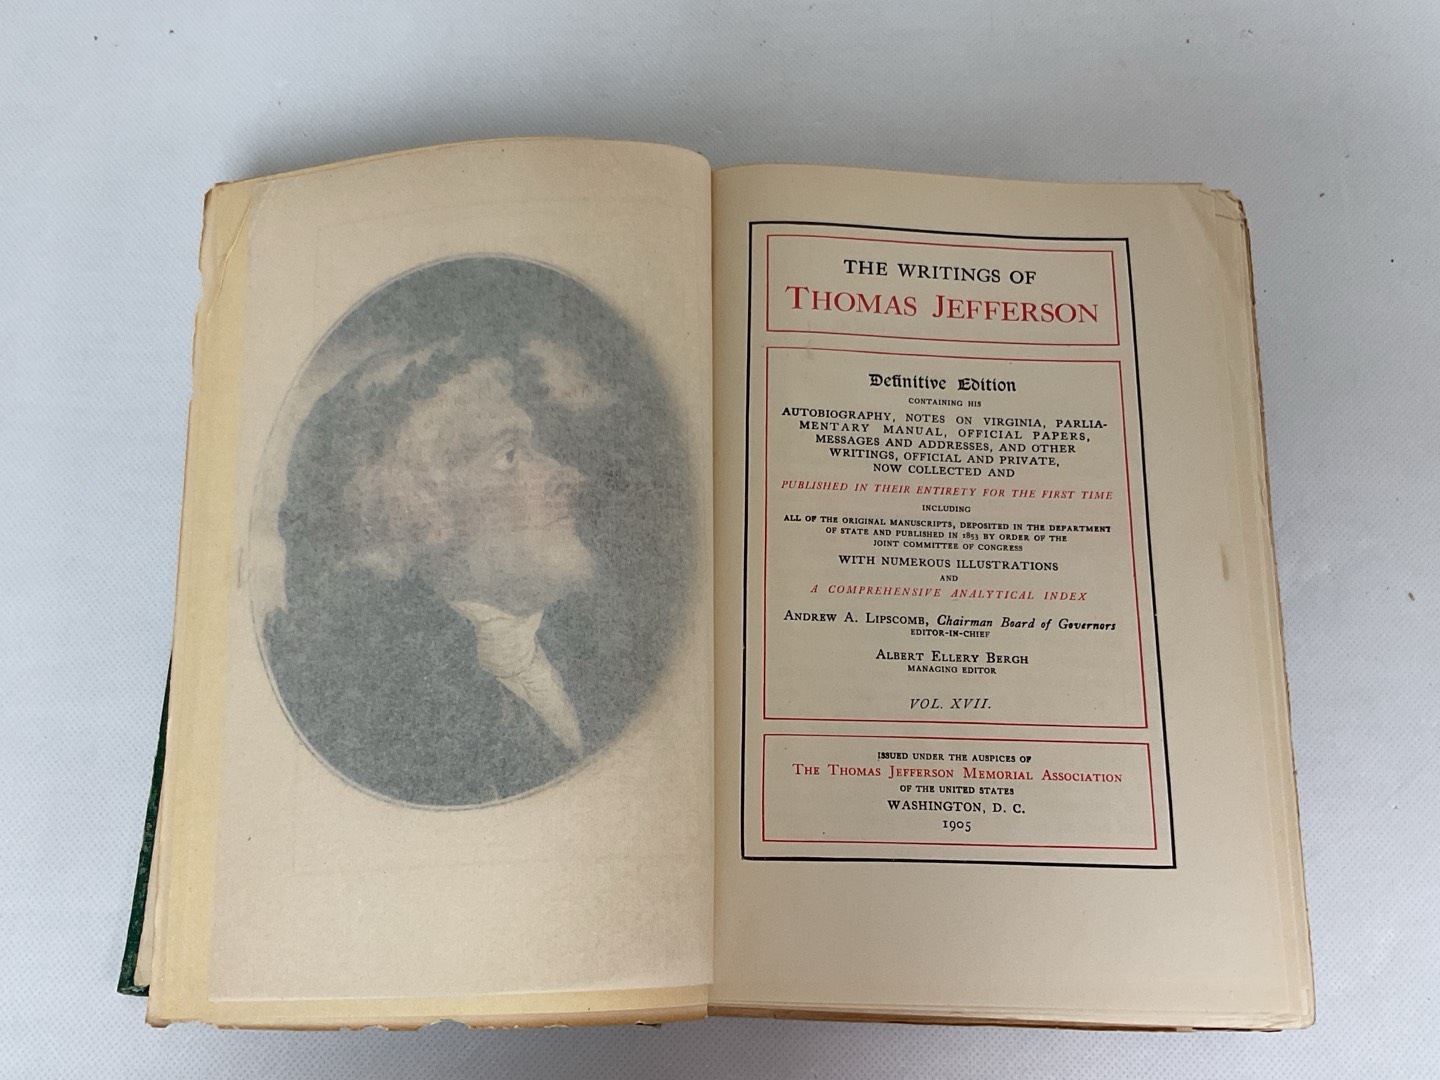 THE WRITINGS OF
THOMAS JEFFERSON
Definitive Edition
CONTAINING HIS
AUTOBIOGRAPHY, NOTES ON VIRGINIA, PARLIA-
MENTARY MANUAL, OFFICIAL PAPERS,
MESSAGES AND ADDRESSES, AND OTHER
WRITINGS, OFFICIAL AND PRIVATE,
NOW COLLECTED AND
PUBLISHED IN THEIR ENTIRETY FOR THE FIRST TIME
INCLUDING
ALL OF THE ORIGINAL MANUSCRIPTS, DEPOSITED IN THE DEPARTMENT
OF STATE AND PUBLISHED IN 1853 BY ORDER OF THE
JOINT COMMITTEE OF CONGRESS
WITH NUMEROUS ILLUSTRATIONS
AND
A COMPREHENSIVE ANALYTICAL INDEX
ANDREW A. LIPSCOMB, Chairman Board of Governors
EDITOR-IN-CHIEF
ALBERT ELLERY BERGH
MANAGING EDITOR
VOL. XVII.
ISSUED UNDER THE AUSPICES OF
THE THOMAS JEFFERSON MEMORIAL ASSOCIATION
OF THE UNITED STATES
WASHINGTON, D. C.
1905